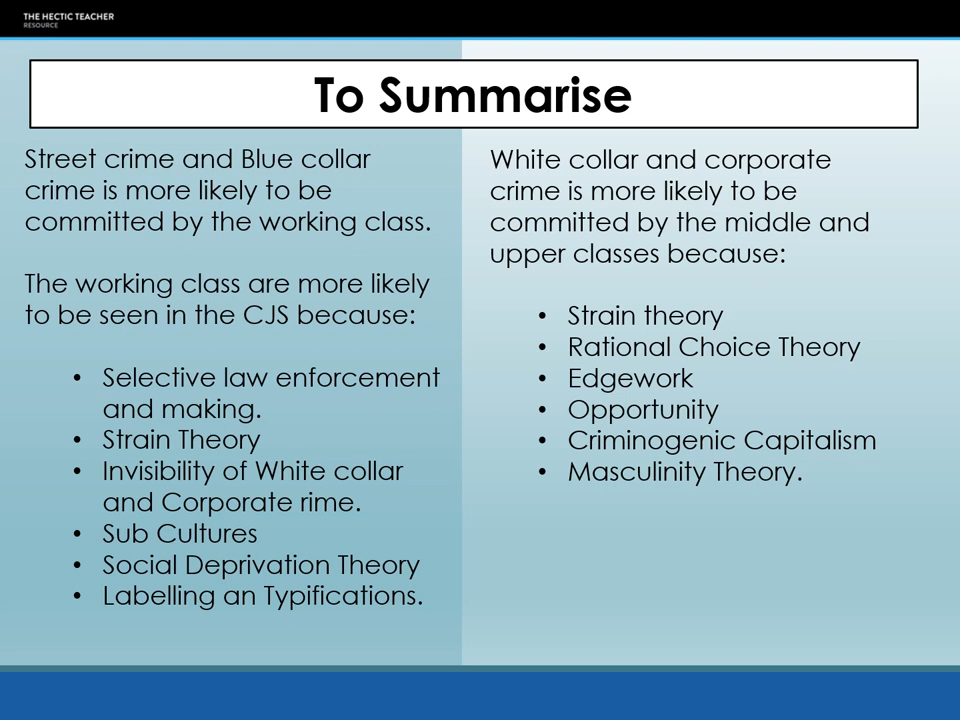 THE HECTIC TEACHER
RESOURCE
To Summarise
Street crime and Blue collar
crime is more likely to be
committed by the working class.
The working class are more likely
to be seen in the CJS because:
• Selective law enforcement
and making.
• Strain Theory
• Invisibility of White collar
and Corporate rime.
• Sub Cultures
• Social Deprivation Theory
• Labelling an Typifications.
White collar and corporate
crime is more likely to be
committed by the middle and
upper classes because:
• Strain theory
• Rational Choice Theory
• Edgework
• Opportunity
• Criminogenic Capitalism
• Masculinity Theory.